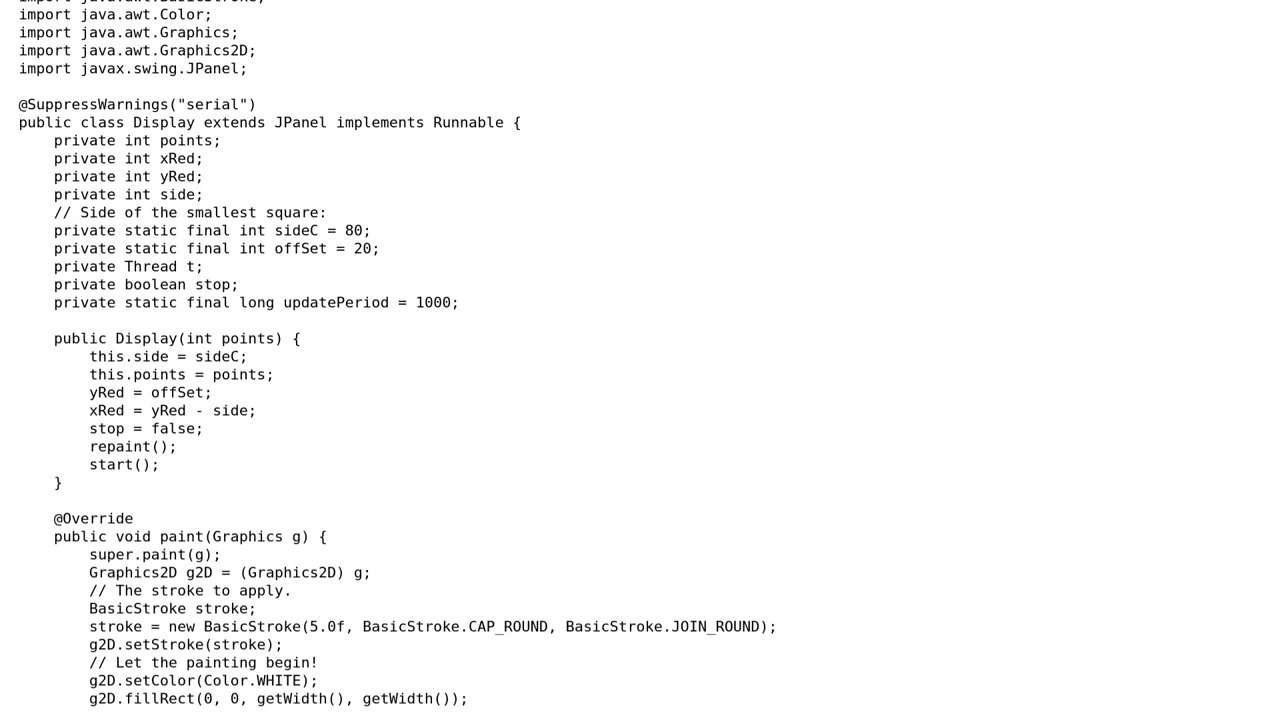 import java.awt.BasicStroke;
import java.awt.Color;
import java.awt.Graphics;
import java.awt.Graphics2D;
import javax.swing.JPanel;

@SuppressWarnings("serial")
public class Display extends JPanel implements Runnable {
    private int points;
    private int xRed;
    private int yRed;
    private int side;
    // Side of the smallest square:
    private static final int sideC = 80;
    private static final int offSet = 20;
    private Thread t;
    private boolean stop;
    private static final long updatePeriod = 1000;

    public Display(int points) {
        this.side = sideC;
        this.points = points;
        yRed = offSet;
        xRed = yRed - side;
        stop = false;
        repaint();
        start();
    }

    @Override
    public void paint(Graphics g) {
        super.paint(g);
        Graphics2D g2D = (Graphics2D) g;
        // The stroke to apply.
        BasicStroke stroke;
        stroke = new BasicStroke(5.0f, BasicStroke.CAP_ROUND, BasicStroke.JOIN_ROUND);
        g2D.setStroke(stroke);
        // Let the painting begin!
        g2D.setColor(Color.WHITE);
        g2D.fillRect(0, 0, getWidth(), getWidth());